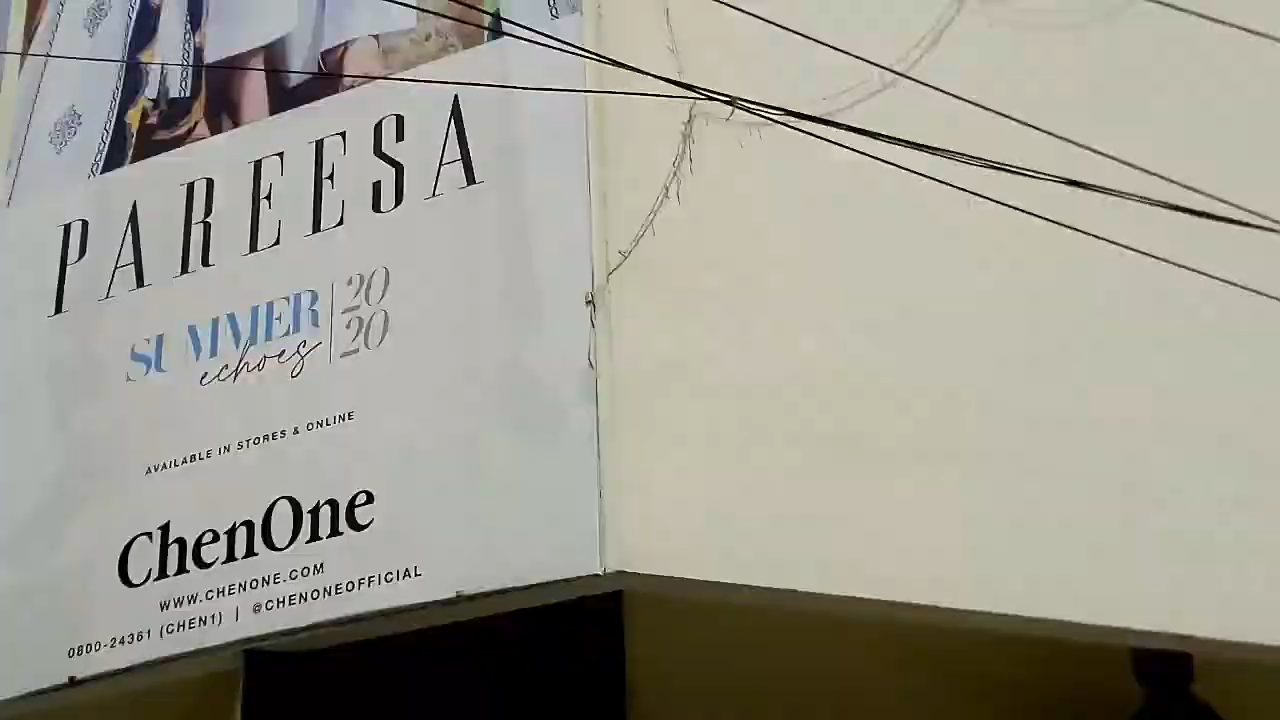 PAREESA
SUMMER
echoes
20
20
AVAILABLE IN STORES & ONLINE
ChenOne
WWW.CHENONE.COM
0800-24361 (CHEN1) | @CHENONEOFFICIAL